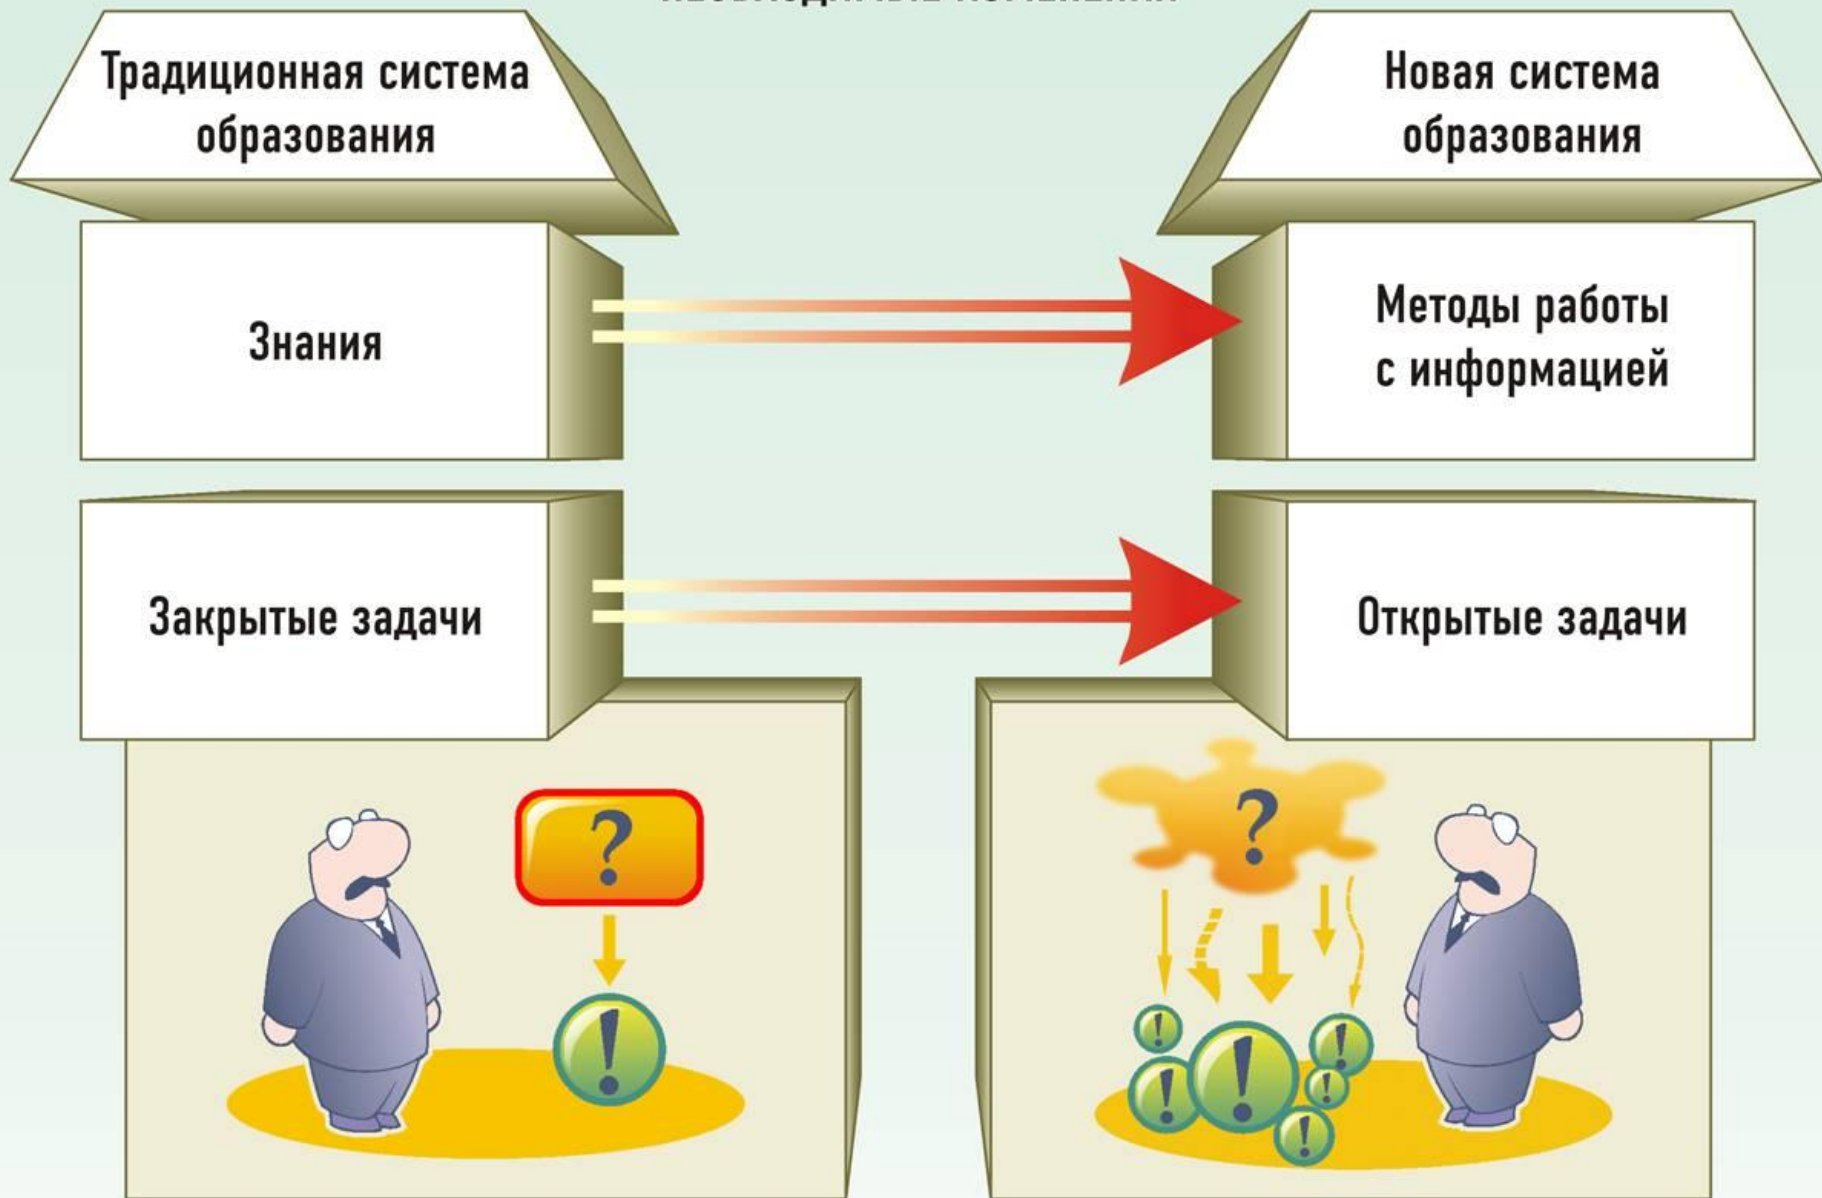 Традиционная система
образования
Новая система
образования
Знания
Методы работы
с информацией
Закрытые задачи
Открытые задачи
?
!
?
!
!
!
!
!
!